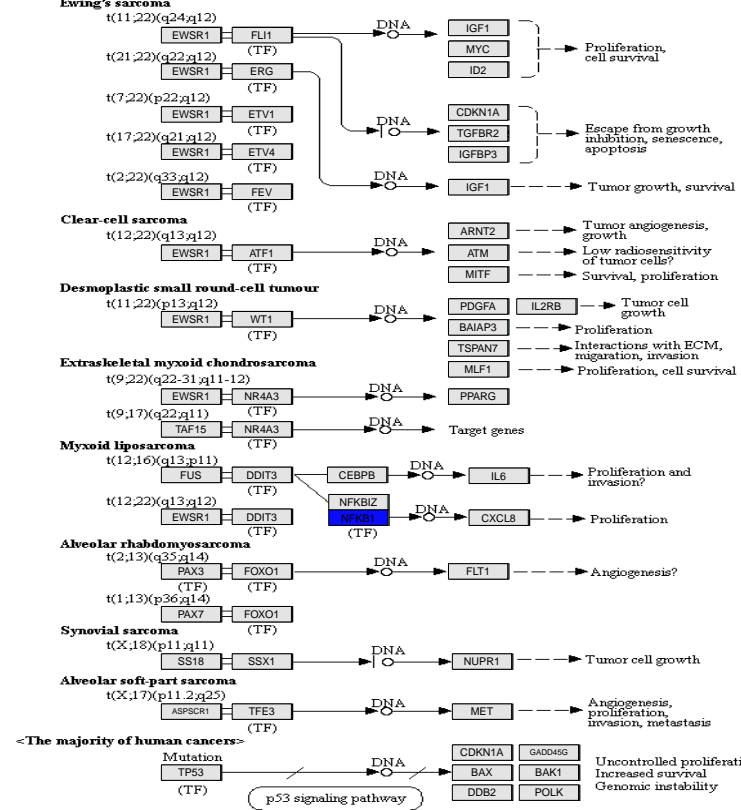 Ewing's sarcoma
t(11;22)(q24;q12)
EWSR1 FLI1 DNA IGF1
(TF) MYC Proliferation,
cell survival
t(21;22)(q22;q12) ID2
EWSR1 ERG
(TF)
t(7;22)(p22;q12)
EWSR1 ETV1 CDKN1A
(TF) DNA
t(17;22)(q21;q12) TGFBR2 Escape from growth
inhibition, senescence,
apoptosis
EWSR1 ETV4 IGFBP3
(TF)
t(2;22)(q33;q12) DNA
EWSR1 FEV IGF1 Tumor growth, survival
(TF)
Clear-cell sarcoma
t(12;22)(q13;q12) ARNT2 Tumor angiogenesis,
growth
EWSR1 ATF1 DNA ATM Low radiosensitivity
of tumor cells?
(TF) MITF Survival, proliferation
Desmoplastic small round-cell tumour
t(11;22)(p13;q12) PDGFA IL2RB Tumor cell
growth
EWSR1 WT1 DNA BAIAP3 Proliferation
(TF) TSPAN7 Interactions with ECM,
migaration, invasion
MLF1 Proliferation, cell survival
Extraskeletal myxoid chondrosarcoma
t(9;22)(q22-31;q11-12)
EWSR1 NR4A3 DNA PPARG
(TF)
t(9;17)(q22;q11)
TAF15 NR4A3 DNA Target genes
(TF)
Myxoid liposarcoma
t(12;16)(q13;p11)
FUS DDIT3 CEBPB DNA IL6 Proliferation and
invasion?
(TF)
t(12;22)(q13;q12) NFKBIZ
EWSR1 DDIT3 NFKB1 DNA CXCL8 Proliferation
(TF) (TF)
Alveolar rhabdomyosarcoma
t(2;13)(q35;q14)
PAX3 FOXO1 DNA FLT1 Angiogenesis?
(TF) (TF)
t(1;13)(p36;q14)
PAX7 FOXO1
(TF)
Synovial sarcoma
t(X;18)(p11;q11)
SS18 SSX1 DNA NUPR1 Tumor cell growth
Alveolar soft-part sarcoma
t(X;17)(p11.2;q25)
ASPSCR1 TFE3 DNA MET Angiogenesis,
proliferation,
invasion, metastasis
(TF)
<The majority of human cancers>
Mutation CDKN1A GADD45G
TP53 DNA BAX BAK1 Uncontrolled proliferati
Increased survival
Genomic instability
(TF) p53 signaling pathway DDB2 POLK